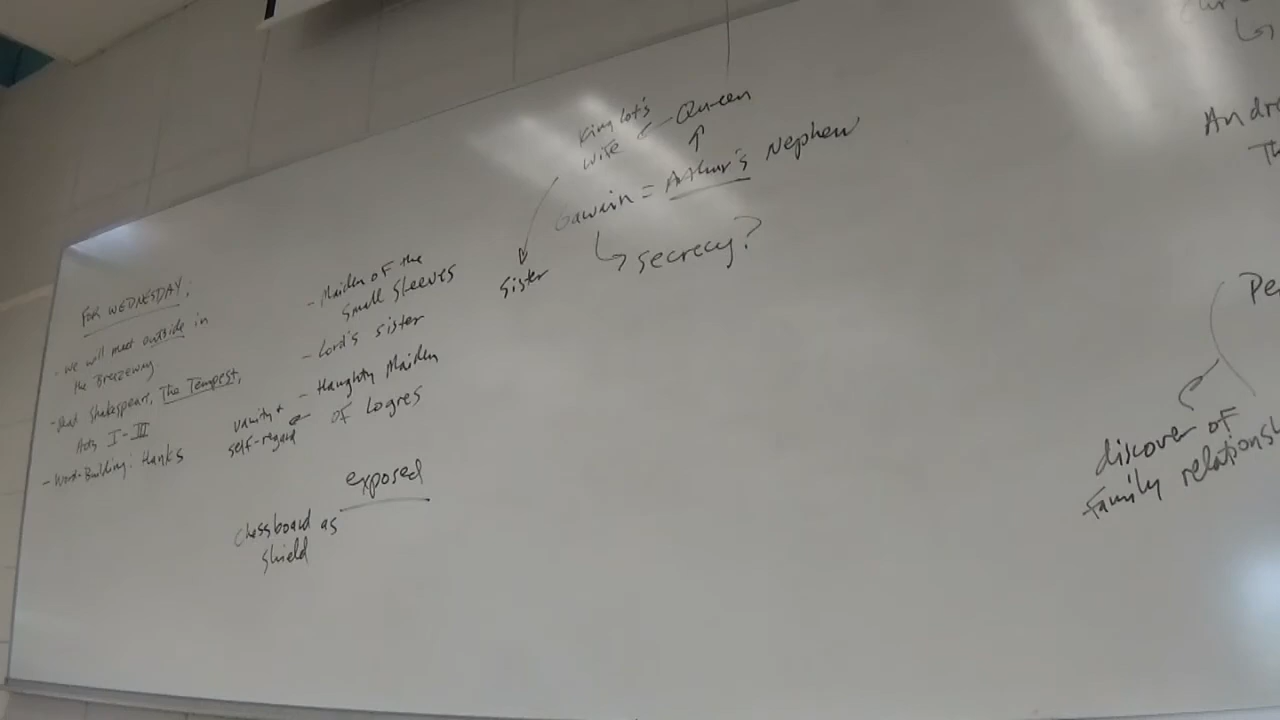 FOR WEDNESDAY:
- we will meet outside in
the Breezeway
- Read Shakespeare, The Tempest,
Acts I-III
- Word-Building: Hanks
- Maiden of the
Small Sleeves
- Lord's sister
- Haughty Maiden
of Logres
vanity +
self-regard
exposed
chessboard as
shield
King Lot's
wife ← Queen
↑
Gawain = Arthur's Nephew
↳ secrecy?
Sister
discover of
family relations